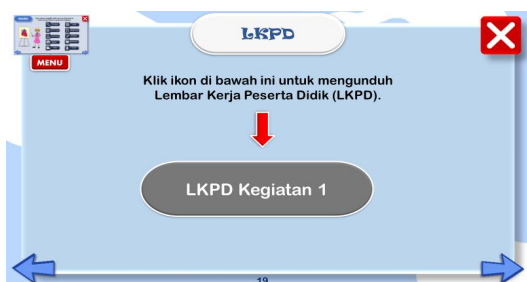 LKPD
MENU
Klik ikon di bawah ini untuk mengunduh
Lembar Kerja Peserta Didik (LKPD).
LKPD Kegiatan 1
19